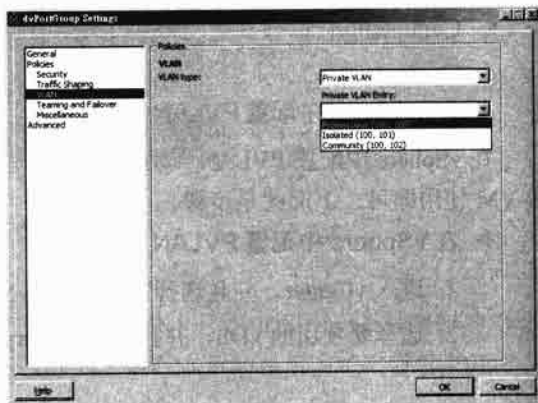 dvPortGroup Settings
General
Policies
Security
Traffic Shaping
VLAN
Teaming and Failover
Miscellaneous
Advanced
Policies
VLAN
VLAN type:
Private VLAN
Private VLAN Entry:
Isolated (100, 101)
Community (100, 102)
Help
OK
Cancel